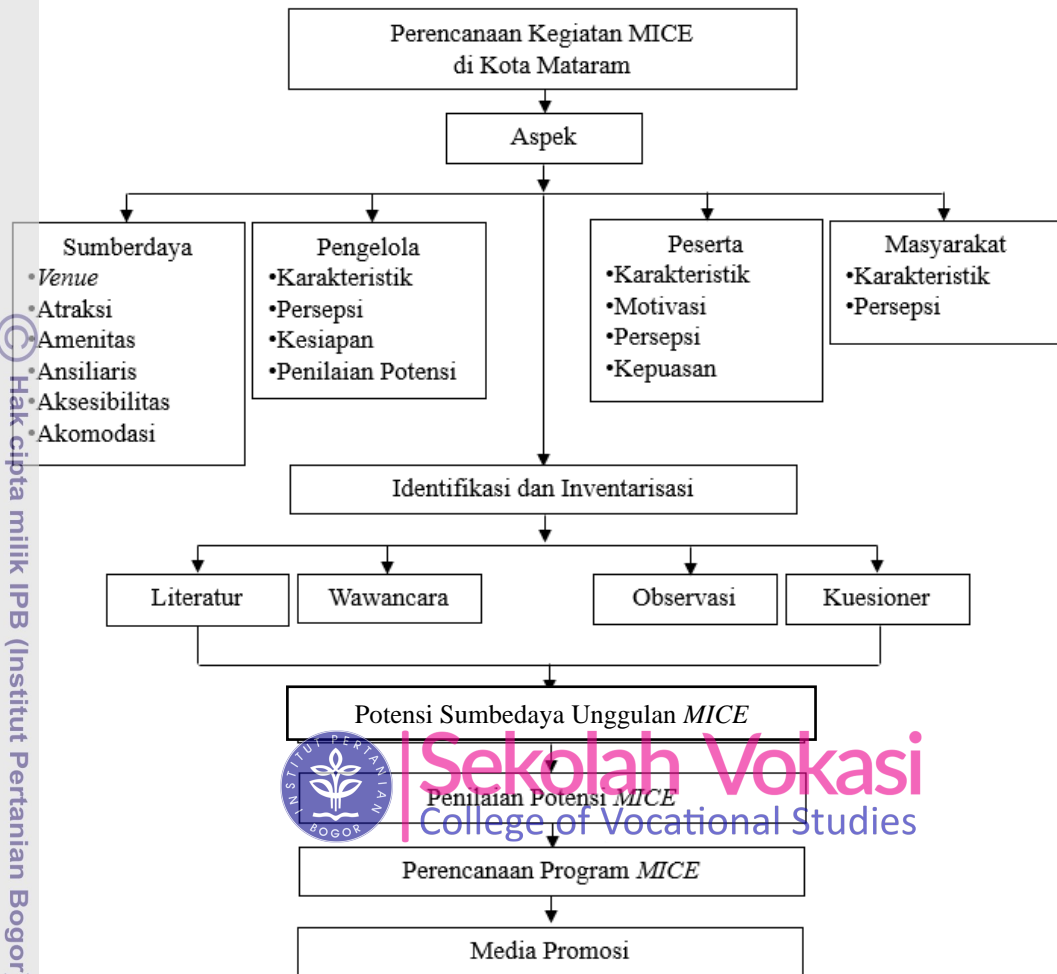 Perencanaan Kegiatan MICE
di Kota Mataram
Aspek
Sumberdaya
•Venue
•Atraksi
•Amenitas
•Ansiliaris
•Aksesibilitas
•Akomodasi
Pengelola
•Karakteristik
•Persepsi
•Kesiapan
•Penilaian Potensi
Peserta
•Karakteristik
•Motivasi
•Persepsi
•Kepuasan
Masyarakat
•Karakteristik
•Persepsi
Identifikasi dan Inventarisasi
Literatur
Wawancara
Observasi
Kuesioner
Potensi Sumbedaya Unggulan MICE
Penilaian Potensi MICE
Perencanaan Program MICE
Media Promosi
© Hak cipta milik IPB (Institut Pertanian Bogor)
INSTITUT PERTANIAN
BOGOR
Sekolah Vokasi
College of Vocational Studies